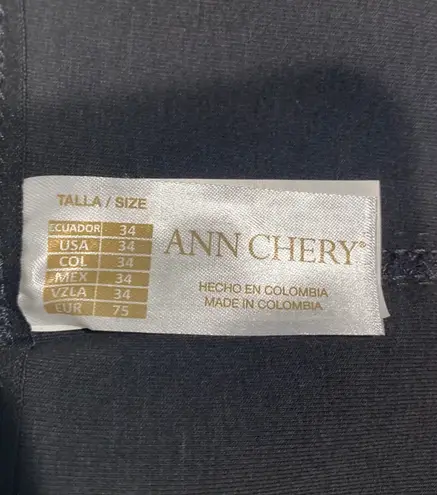 TALLA / SIZE
ECUADOR 34
USA 34
COL 34
MEX 34
VZLA 34
EUR 75
ANN CHERY®
HECHO EN COLOMBIA
MADE IN COLOMBIA